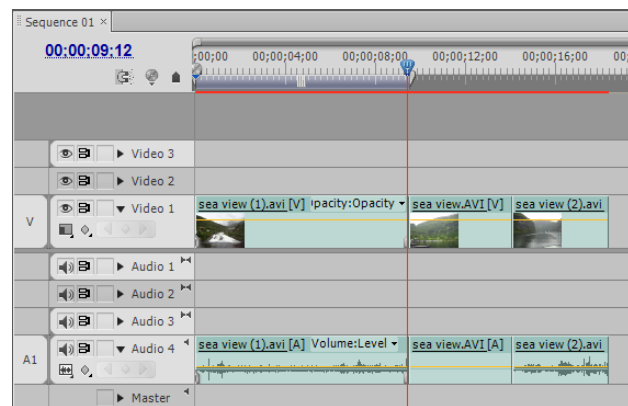 Sequence 01 ×
00:00;09:12
;00;00 00;00;04;00 00;00;08;00 00;00;12;00 00;00;16;00 00;
Video 3
Video 2
V Video 1 sea view (1).avi [V] ipacity:Opacity sea view.AVI [V] sea view (2).avi
Audio 1
Audio 2
Audio 3
A1 Audio 4 sea view (1).avi [A] Volume:Level sea view.AVI [A] sea view (2).avi
Master